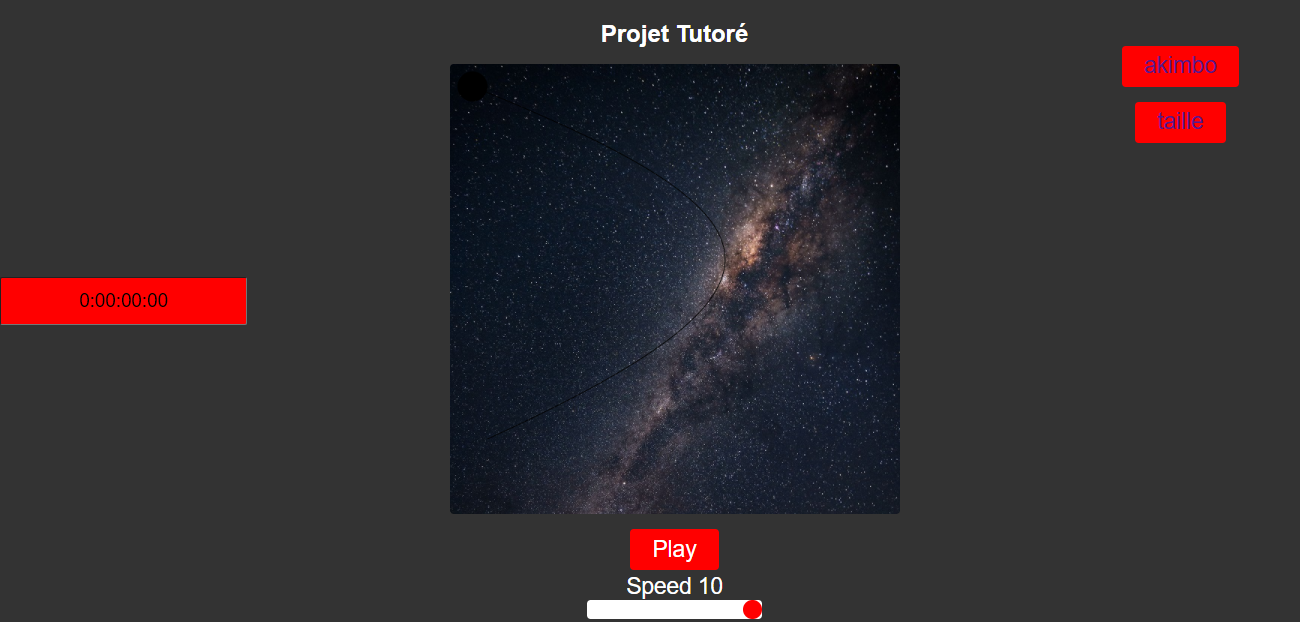 Projet Tutoré
akimbo
taille
0:00:00:00
Play
Speed 10